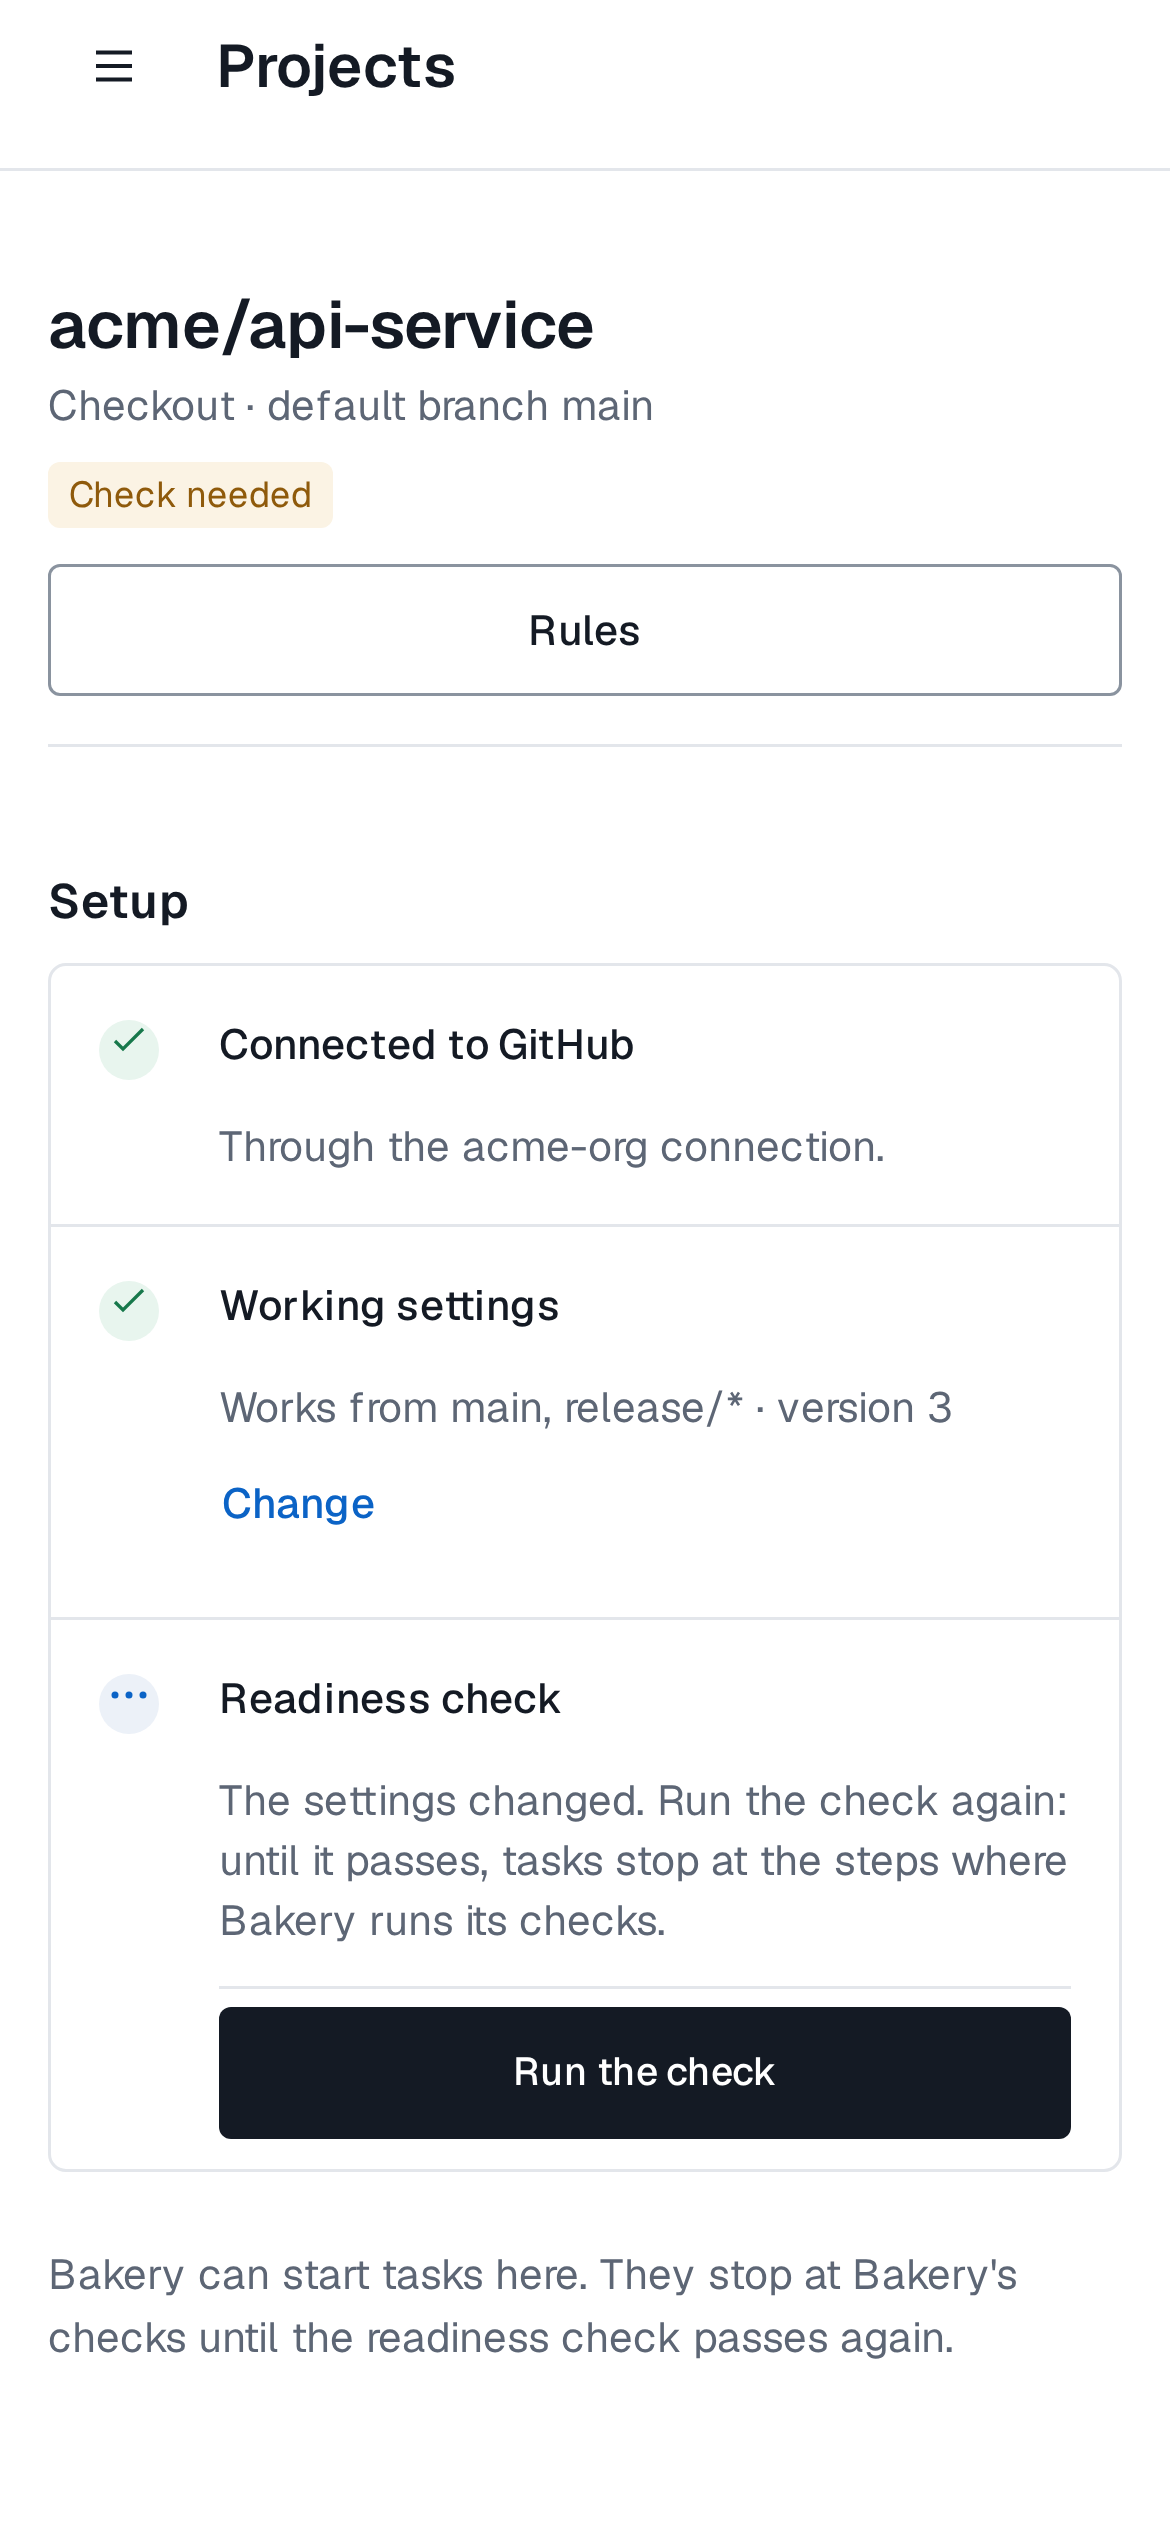 Projects
acme/api-service
Checkout · default branch main
Check needed
Rules
Setup
Connected to GitHub
Through the acme-org connection.
Working settings
Works from main, release/* · version 3
Change
Readiness check
The settings changed. Run the check again:
until it passes, tasks stop at the steps where
Bakery runs its checks.
Run the check
Bakery can start tasks here. They stop at Bakery's
checks until the readiness check passes again.